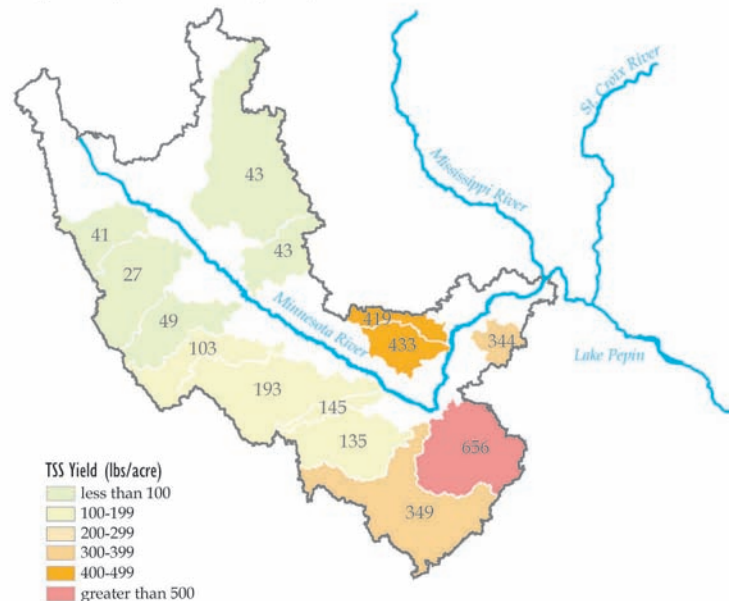 St. Croix River
Mississippi River
43
41
43
27
Minnesota River
49
419
433
344
Lake Pepin
103
193
145
135
656
349
TSS Yield (lbs/acre)
less than 100
100-199
200-299
300-399
400-499
greater than 500